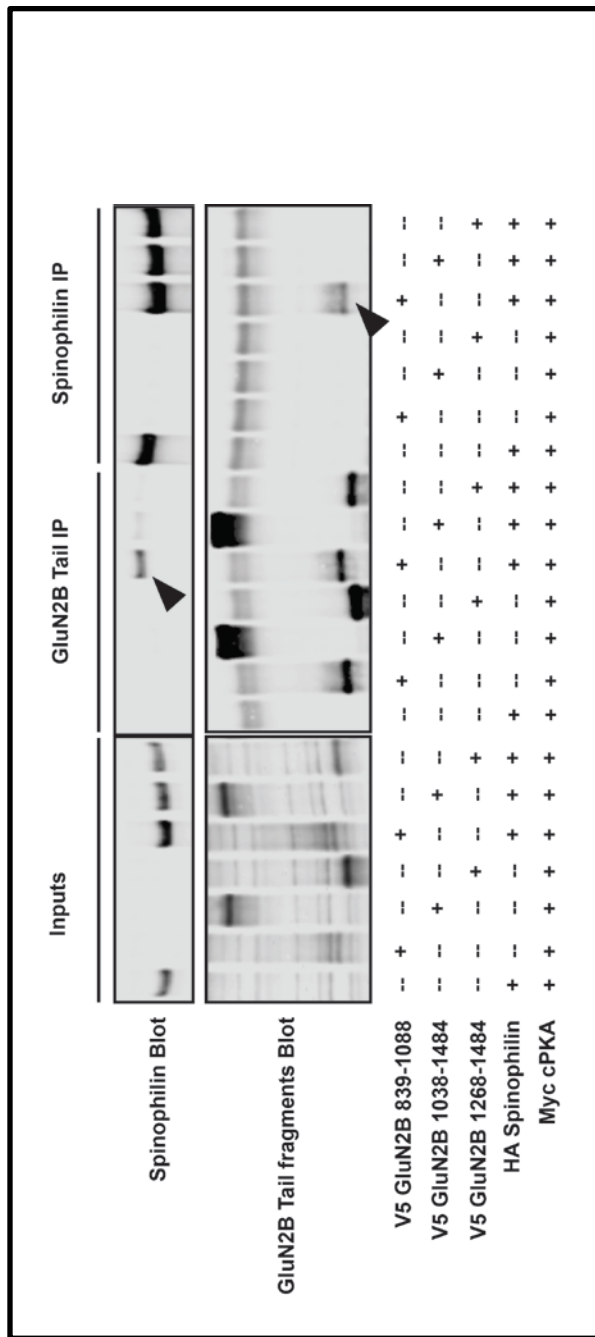 Inputs GluN2B Tail IP Spinophilin IP
Spinophilin Blot
GluN2B Tail fragments Blot
V5 GluN2B 839-1088 -- + -- -- + -- -- -- + -- -- + -- -- -- + -- -- + -- --
V5 GluN2B 1038-1484 -- -- + -- -- + -- -- -- + -- -- + -- -- -- + -- -- + --
V5 GluN2B 1268-1484 -- -- -- + -- -- + -- -- -- + -- -- + -- -- -- + -- -- +
HA Spinophilin + -- -- -- + + + + -- -- -- + + + + -- -- -- + + +
Myc cPKA + + + + + + + + + + + + + + + + + + + + +